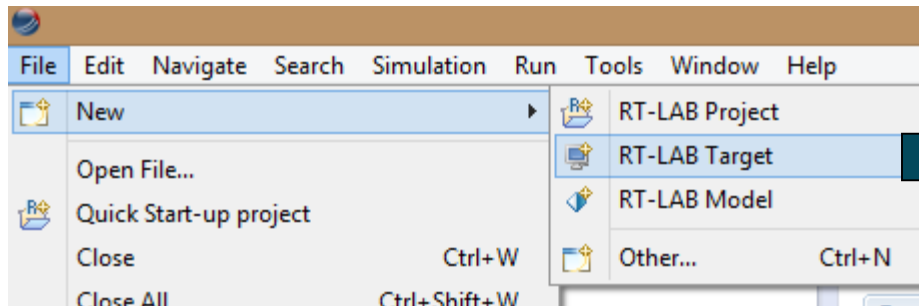 File Edit Navigate Search Simulation Run Tools Window Help
New
RT-LAB Project
RT-LAB Target
RT-LAB Model
Other... Ctrl+N
Open File...
Quick Start-up project
Close Ctrl+W
Close All Ctrl+Shift+W